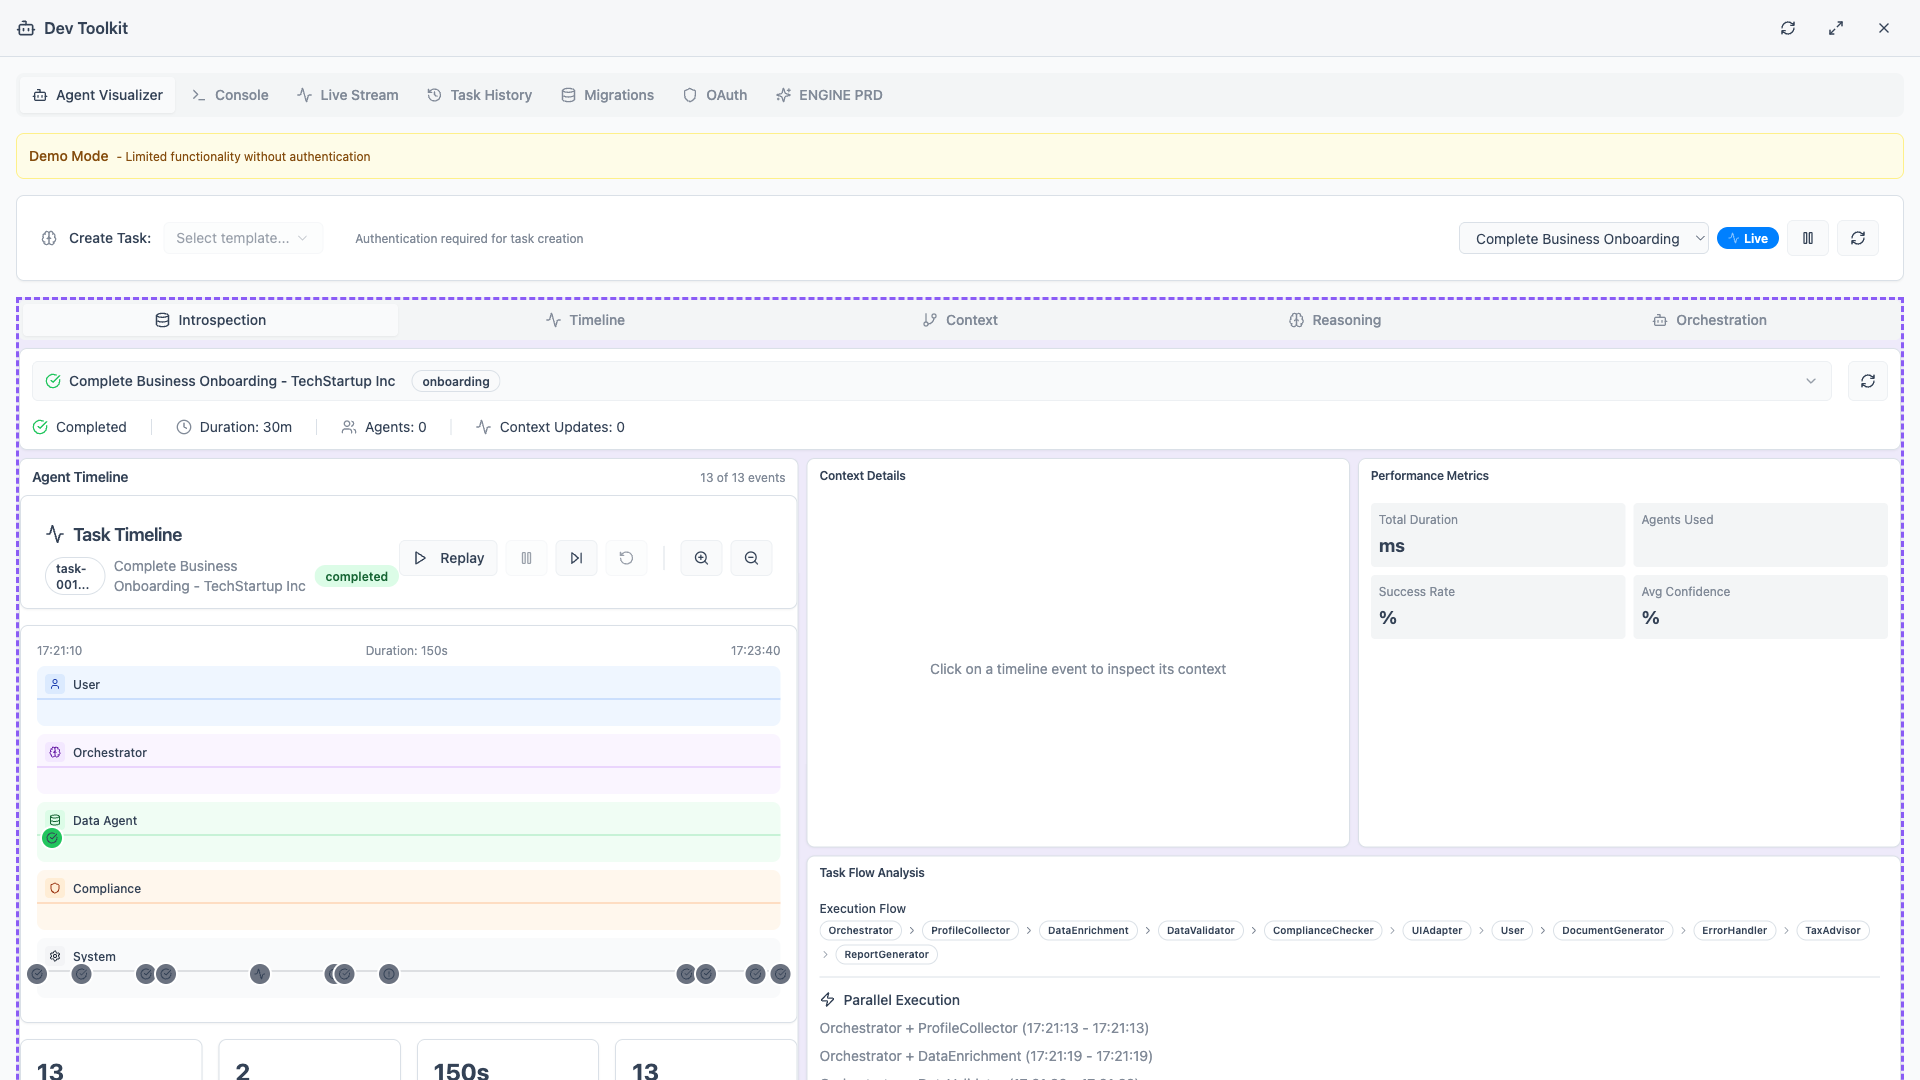 Dev Toolkit
Agent Visualizer
Console
Live Stream
Task History
Migrations
OAuth
ENGINE PRD
Demo Mode - Limited functionality without authentication
Create Task:
Select template...
Authentication required for task creation
Complete Business Onboarding
Live
Introspection
Timeline
Context
Reasoning
Orchestration
Complete Business Onboarding - TechStartup Inc
onboarding
Completed
Duration: 30m
Agents: 0
Context Updates: 0
Agent Timeline
13 of 13 events
Task Timeline
task-
001...
Complete Business
Onboarding - TechStartup Inc
completed
Replay
17:21:10
Duration: 150s
17:23:40
User
Orchestrator
Data Agent
Compliance
System
13
2
150s
13
Context Details
Click on a timeline event to inspect its context
Performance Metrics
Total Duration
ms
Agents Used
Success Rate
%
Avg Confidence
%
Task Flow Analysis
Execution Flow
Orchestrator > ProfileCollector > DataEnrichment > DataValidator > ComplianceChecker > UIAdapter > User > DocumentGenerator > ErrorHandler > TaxAdvisor
> ReportGenerator
Parallel Execution
Orchestrator + ProfileCollector (17:21:13 - 17:21:13)
Orchestrator + DataEnrichment (17:21:19 - 17:21:19)